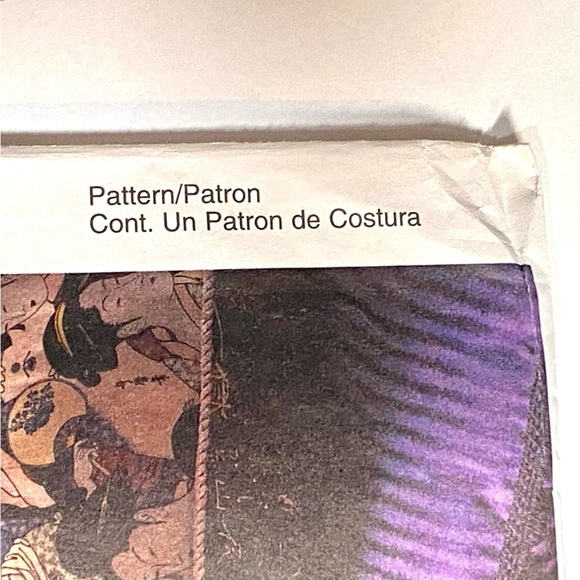 Pattern/Patron
Cont. Un Patron de Costura